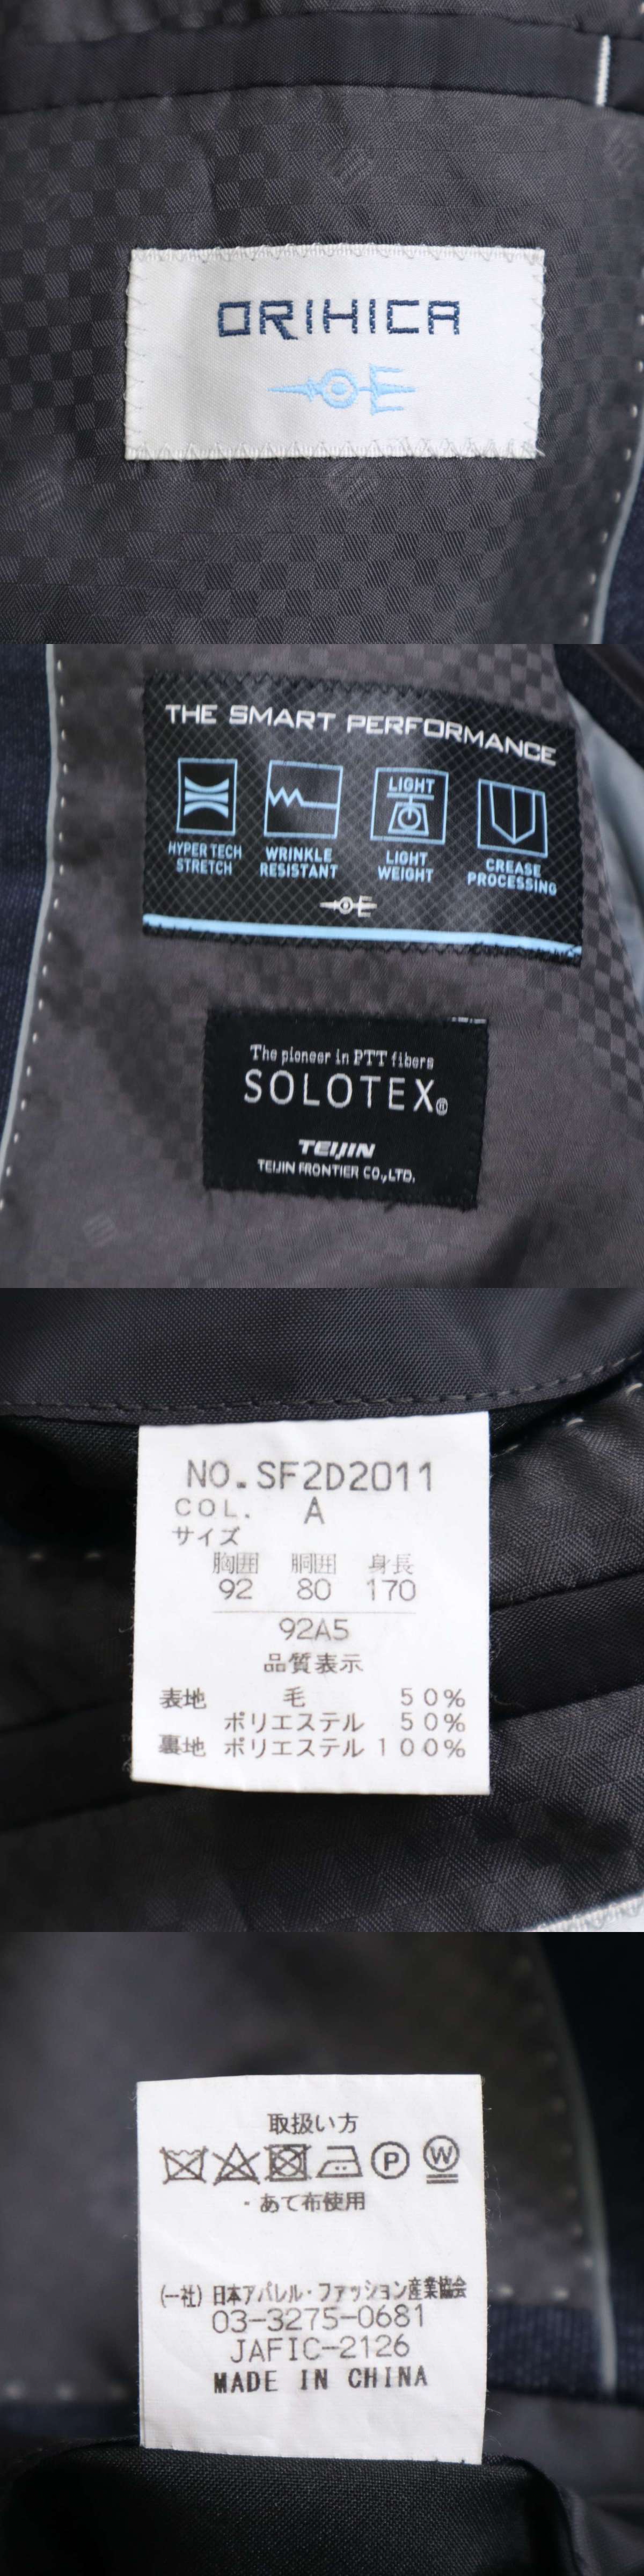 ORIHICA
THE SMART PERFORMANCE
HYPER TECH
STRETCH
WRINKLE
RESISTANT
LIGHT
LIGHT
WEIGHT
CREASE
PROCESSING
The pioneer in PTT fibers
SOLOTEX®
TEIJIN
TEIJIN FRONTIER CO.,LTD.
NO.SF2D2011
COL. A
サイズ
胸囲 胴囲 身長
92 80 170
92A5
品質表示
表地 毛 50%
ポリエステル 50%
裏地 ポリエステル 100%
取扱い方
P W
・あて布使用
(一社) 日本アパレル・ファッション産業協会
03-3275-0681
JAFIC-2126
MADE IN CHINA